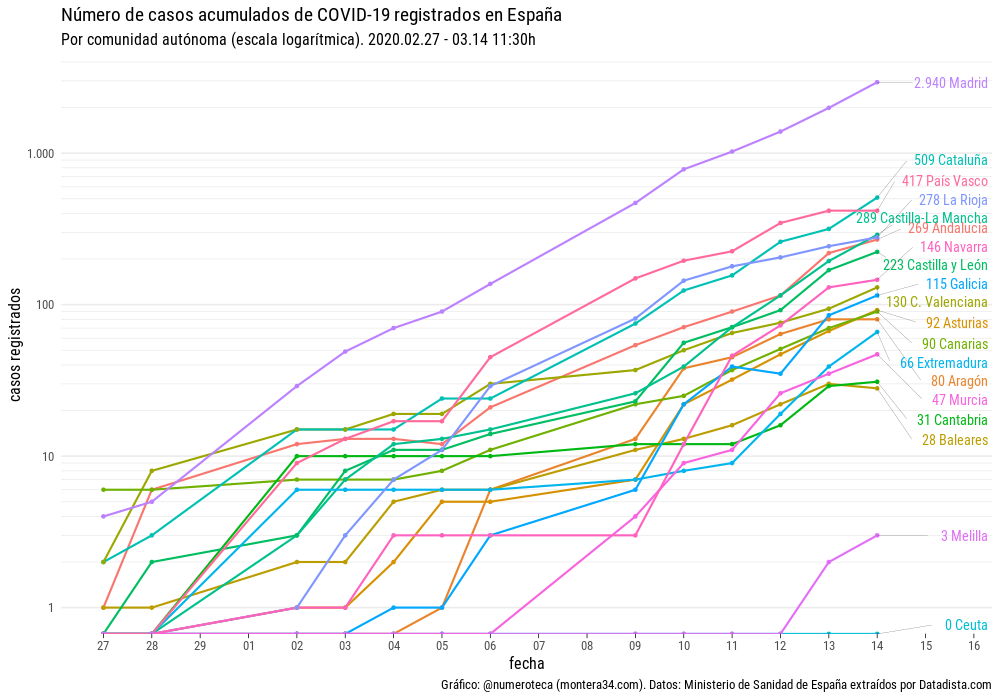 Número de casos acumulados de COVID-19 registrados en España
Por comunidad autónoma (escala logarítmica). 2020.02.27 - 03.14 11:30h
casos registrados
1.000
100
10
1
2.940 Madrid
509 Cataluña
417 País Vasco
278 La Rioja
289 Castilla-La Mancha
269 Andalucía
146 Navarra
223 Castilla y León
115 Galicia
130 C. Valenciana
92 Asturias
90 Canarias
66 Extremadura
80 Aragón
47 Murcia
31 Cantabria
28 Baleares
3 Melilla
0 Ceuta
27 28 29 01 02 03 04 05 06 07 08 09 10 11 12 13 14 15 16
fecha
Gráfico: @numeroteca (montera34.com). Datos: Ministerio de Sanidad de España extraídos por Datadista.com